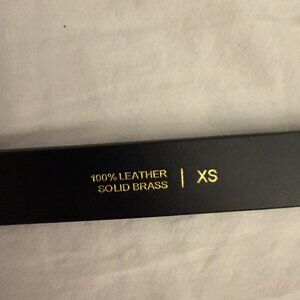 100% LEATHER
SOLID BRASS | XS